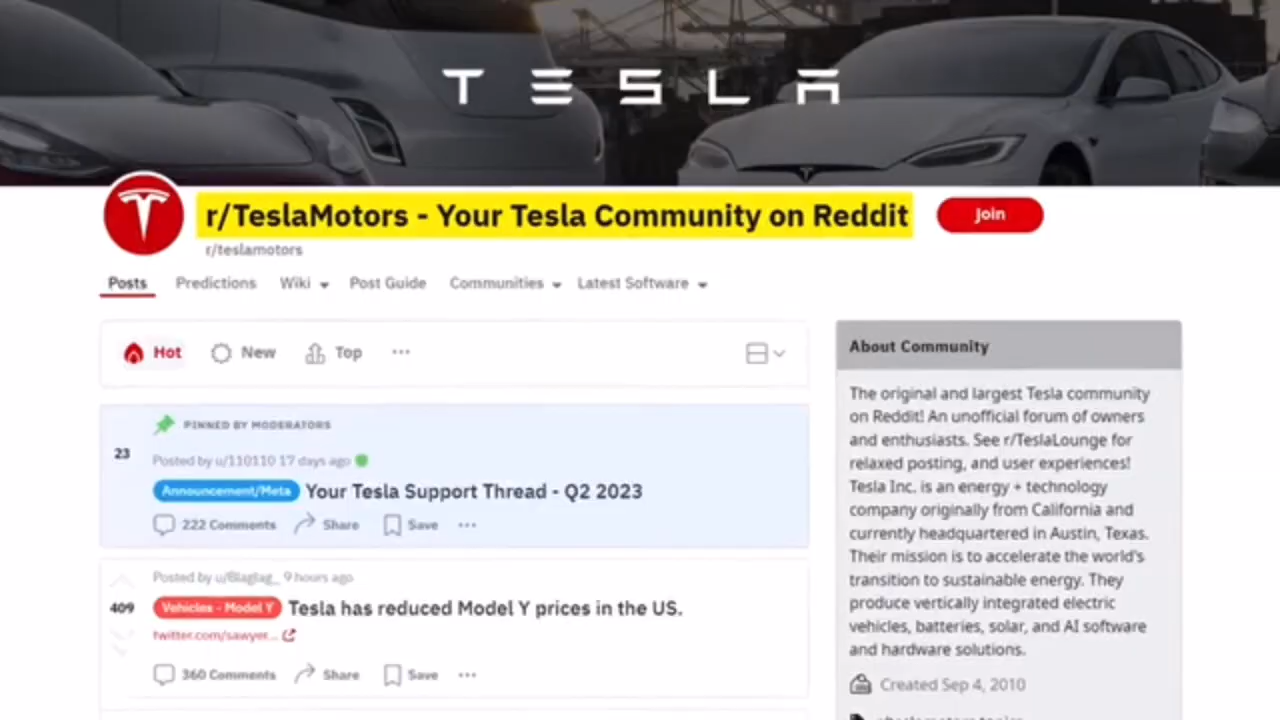 TESLA
r/TeslaMotors - Your Tesla Community on Reddit
Join
r/teslamotors
Posts Predictions Wiki Post Guide Communities Latest Software
Hot New Top ...
PINNED BY MODERATORS
23
Posted by u/110110 17 days ago
Announcement/Meta Your Tesla Support Thread - Q2 2023
222 Comments Share Save ...
Posted by u/Blaglag_ 9 hours ago
409
Vehicles - Model Y Tesla has reduced Model Y prices in the US.
twitter.com/sawyer...
360 Comments Share Save ...
About Community
The original and largest Tesla community
on Reddit! An unofficial forum of owners
and enthusiasts. See r/TeslaLounge for
relaxed posting, and user experiences!
Tesla Inc. is an energy + technology
company originally from California and
currently headquartered in Austin, Texas.
Their mission is to accelerate the world's
transition to sustainable energy. They
produce vertically integrated electric
vehicles, batteries, solar, and AI software
and hardware solutions.
Created Sep 4, 2010